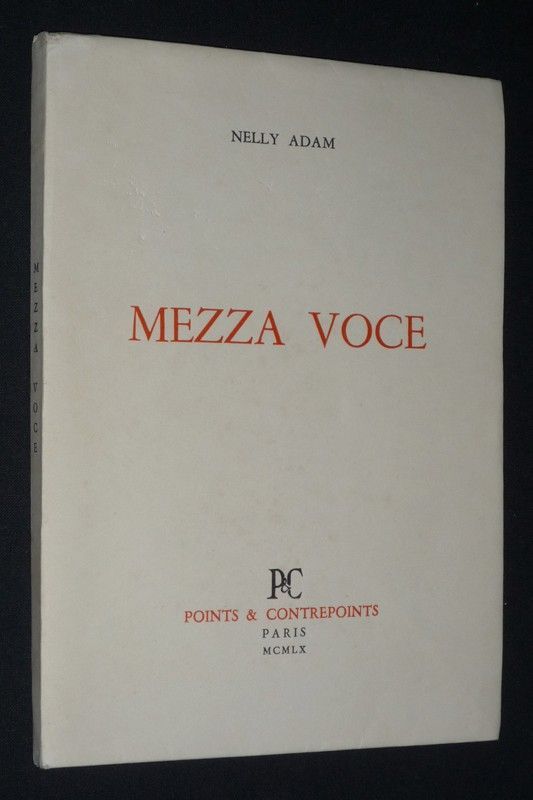 NELLY ADAM
MEZZA VOCE
P&C
POINTS & CONTREPOINTS
PARIS
MCMLX
MEZZA VOCE